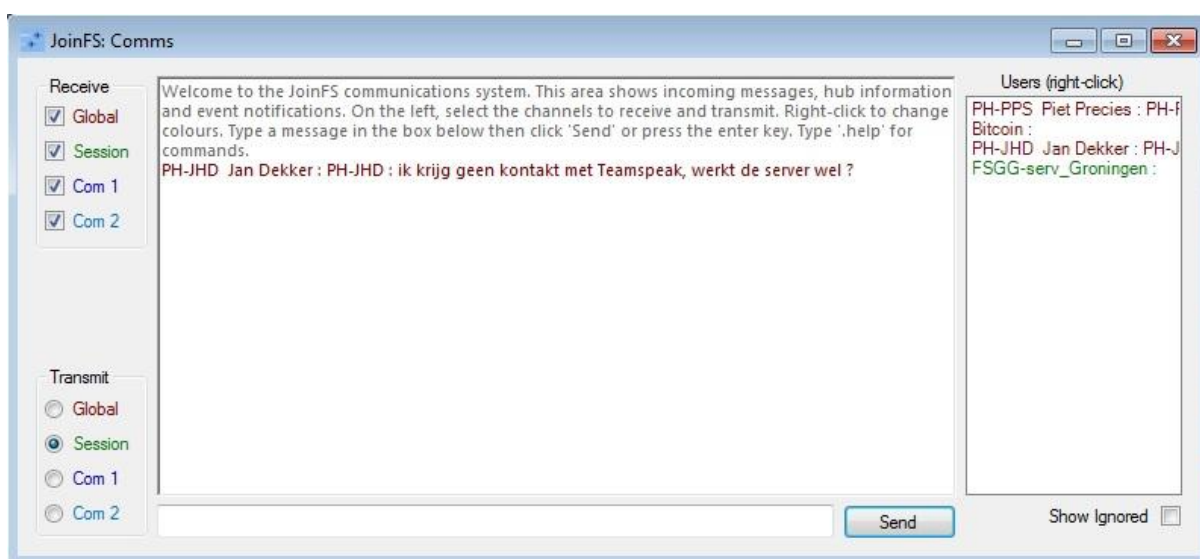 JoinFS: Comms
Receive
Global
Session
Com 1
Com 2
Welcome to the JoinFS communications system. This area shows incoming messages, hub information
and event notifications. On the left, select the channels to receive and transmit. Right-click to change
colours. Type a message in the box below then click 'Send' or press the enter key. Type '.help' for
commands.
PH-JHD Jan Dekker : PH-JHD : ik krijg geen kontakt met Teamspeak, werkt de server wel ?
Users (right-click)
PH-PPS Piet Precies : PH-
Bitcoin :
PH-JHD Jan Dekker : PH-J
FSGG-serv_Groningen :
Transmit
Global
Session
Com 1
Com 2
Send
Show Ignored